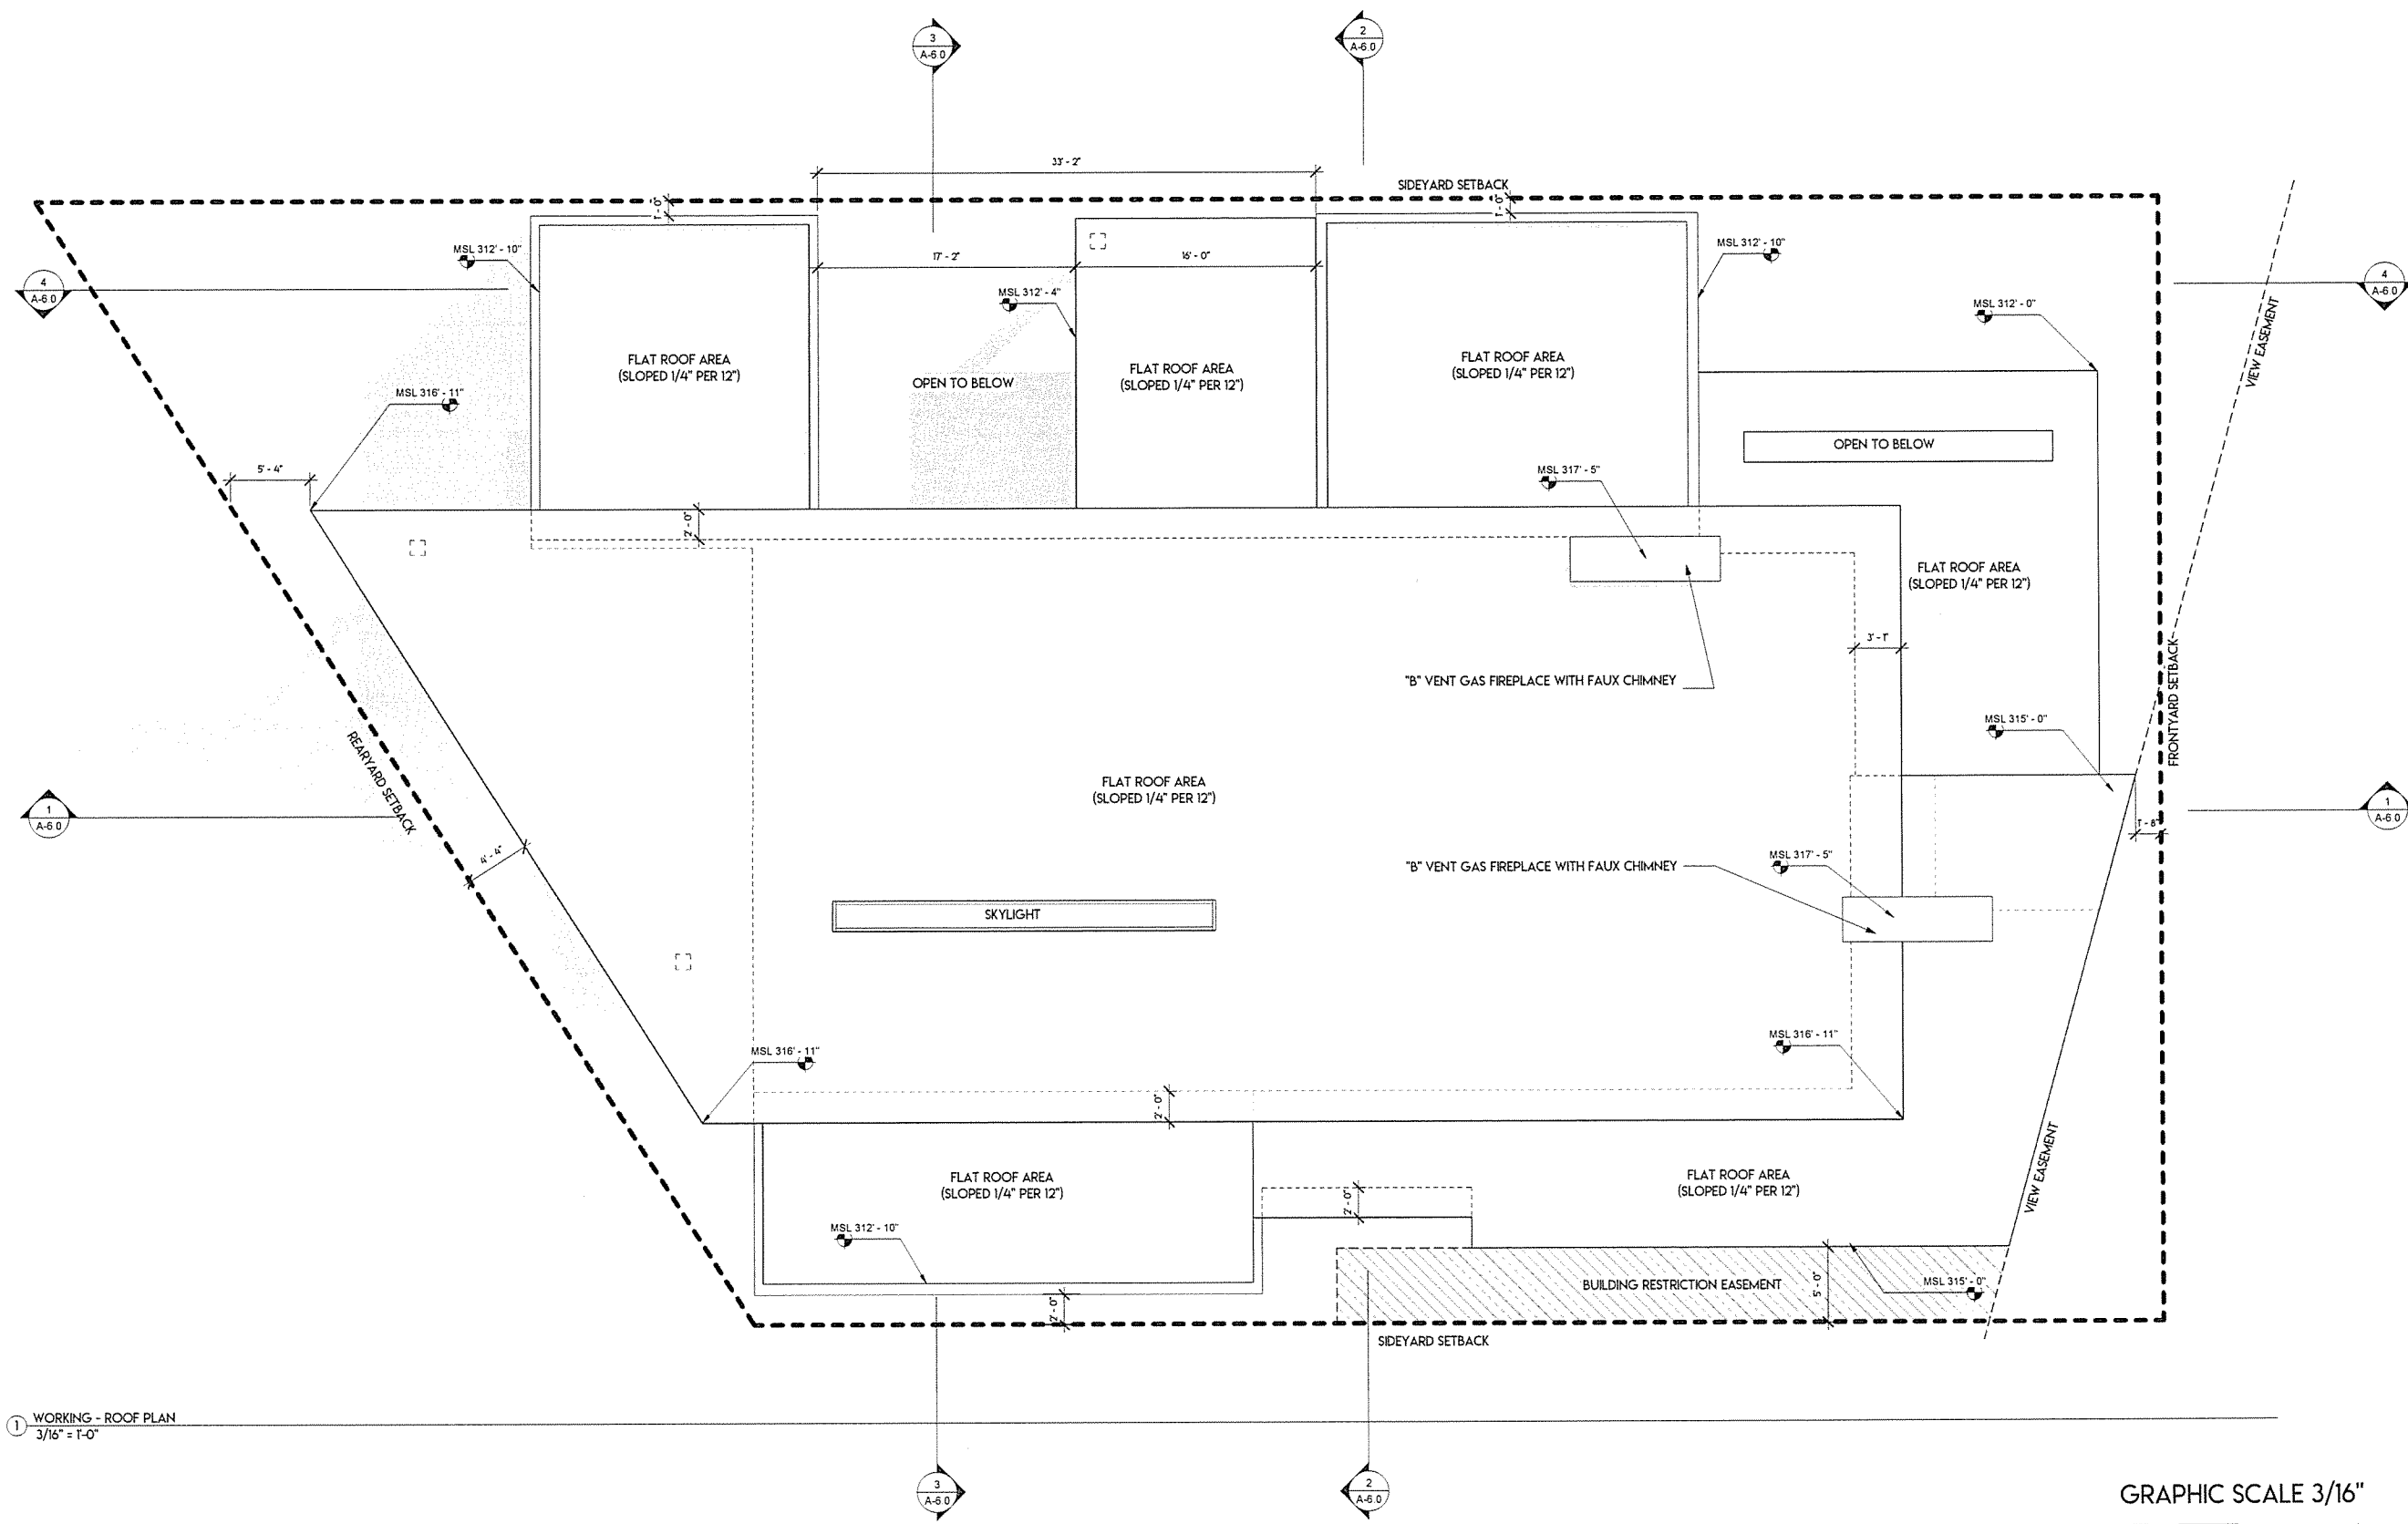 3
A-6.0
2
A-6.0
33' - 2"
SIDEYARD SETBACK
1'- 0"
1'- 0"
MSL 312' - 10"
17' - 2"
16' - 0"
MSL 312' - 10"
4
A-6.0
4
A-6.0
MSL 312' - 4"
MSL 312' - 0"
VIEW EASEMENT
FLAT ROOF AREA
(SLOPED 1/4" PER 12")
OPEN TO BELOW
FLAT ROOF AREA
(SLOPED 1/4" PER 12")
FLAT ROOF AREA
(SLOPED 1/4" PER 12")
MSL 316' - 11"
OPEN TO BELOW
5' - 4"
MSL 317' - 5"
2' - 0"
FLAT ROOF AREA
(SLOPED 1/4" PER 12")
3' - 1"
"B" VENT GAS FIREPLACE WITH FAUX CHIMNEY
FRONTYARD SETBACK
MSL 315' - 0"
REARYARD SETBACK
FLAT ROOF AREA
(SLOPED 1/4" PER 12")
1
A-6.0
1
A-6.0
1' - 8"
4' - 4"
"B" VENT GAS FIREPLACE WITH FAUX CHIMNEY
MSL 317' - 5"
SKYLIGHT
MSL 316' - 11"
MSL 316' - 11"
2' - 0"
VIEW EASEMENT
FLAT ROOF AREA
(SLOPED 1/4" PER 12")
FLAT ROOF AREA
(SLOPED 1/4" PER 12")
2' - 0"
MSL 312' - 10"
BUILDING RESTRICTION EASEMENT
5' - 0"
MSL 315' - 0"
2' - 0"
SIDEYARD SETBACK
1
WORKING - ROOF PLAN
3/16" = 1'-0"
3
A-6.0
2
A-6.0
GRAPHIC SCALE 3/16"